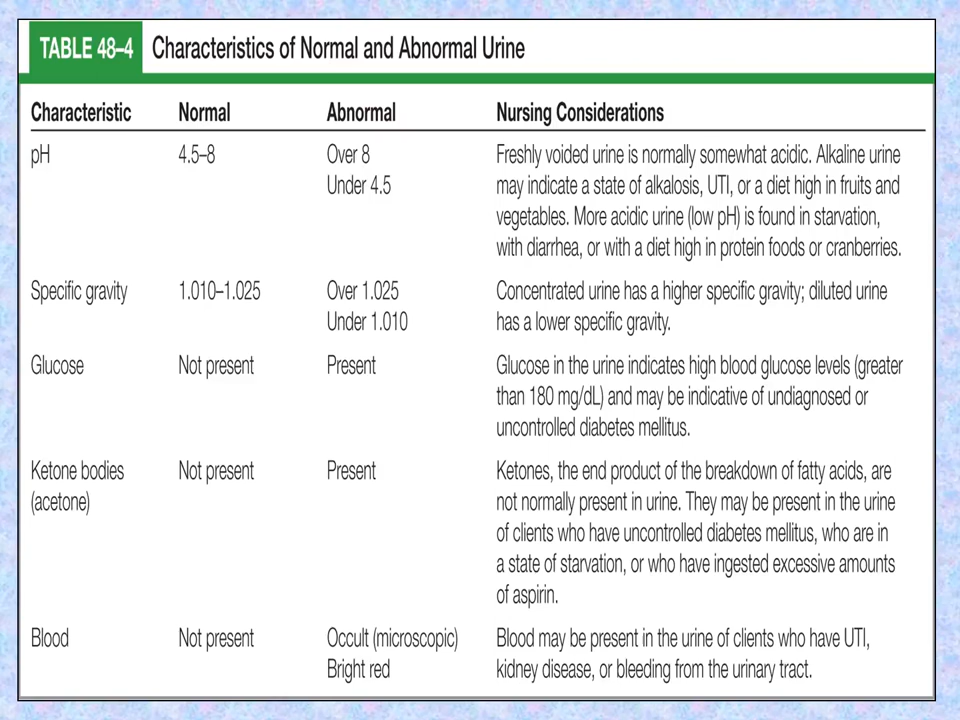 TABLE 48–4 Characteristics of Normal and Abnormal Urine
Characteristic Normal Abnormal Nursing Considerations
pH 4.5–8 Over 8 Freshly voided urine is normally somewhat acidic. Alkaline urine
Under 4.5 may indicate a state of alkalosis, UTI, or a diet high in fruits and
vegetables. More acidic urine (low pH) is found in starvation,
with diarrhea, or with a diet high in protein foods or cranberries.
Specific gravity 1.010–1.025 Over 1.025 Concentrated urine has a higher specific gravity; diluted urine
Under 1.010 has a lower specific gravity.
Glucose Not present Present Glucose in the urine indicates high blood glucose levels (greater
than 180 mg/dL) and may be indicative of undiagnosed or
uncontrolled diabetes mellitus.
Ketone bodies Not present Present Ketones, the end product of the breakdown of fatty acids, are
(acetone) not normally present in urine. They may be present in the urine
of clients who have uncontrolled diabetes mellitus, who are in
a state of starvation, or who have ingested excessive amounts
of aspirin.
Blood Not present Occult (microscopic) Blood may be present in the urine of clients who have UTI,
Bright red kidney disease, or bleeding from the urinary tract.